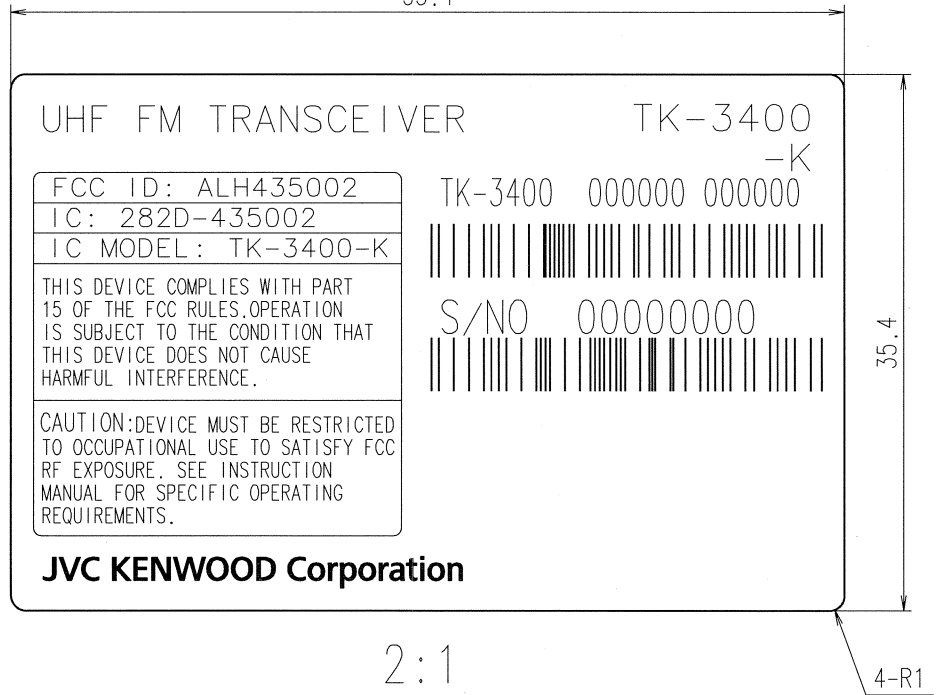 UHF FM TRANSCEIVER
TK-3400
-K
FCC ID: ALH435002
IC: 282D-435002
IC MODEL: TK-3400-K
THIS DEVICE COMPLIES WITH PART
15 OF THE FCC RULES.OPERATION
IS SUBJECT TO THE CONDITION THAT
THIS DEVICE DOES NOT CAUSE
HARMFUL INTERFERENCE.
CAUTION:DEVICE MUST BE RESTRICTED
TO OCCUPATIONAL USE TO SATISFY FCC
RF EXPOSURE. SEE INSTRUCTION
MANUAL FOR SPECIFIC OPERATING
REQUIREMENTS.
TK-3400 000000 000000
S/NO 00000000
JVC KENWOOD Corporation
35.4
2:1
4-R1